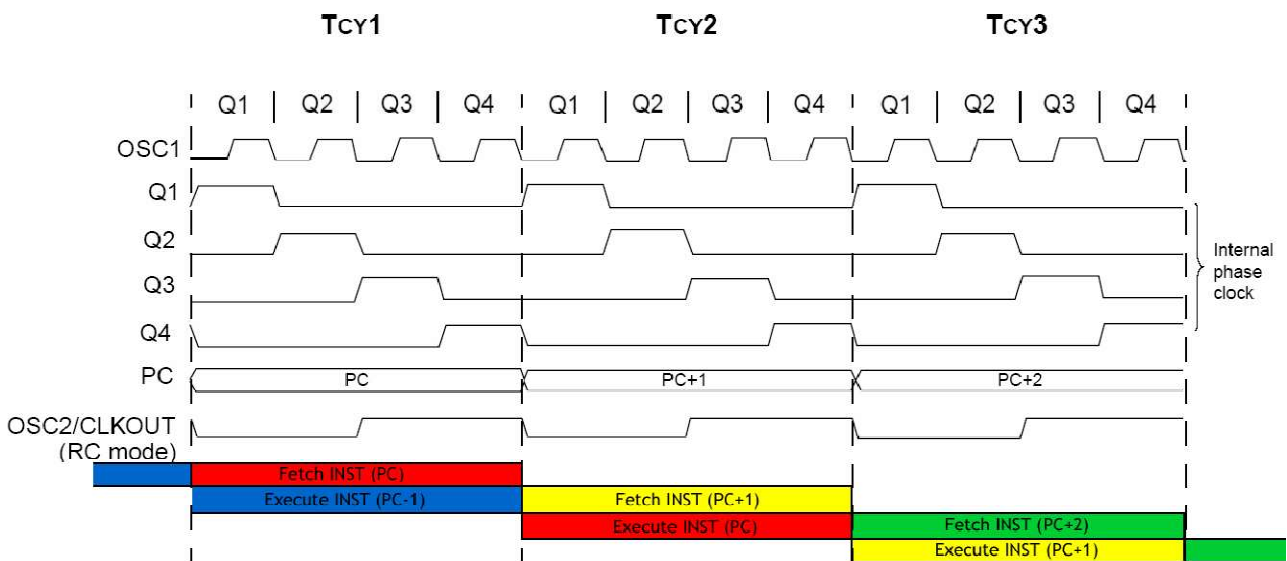 TCY1 TCY2 TCY3
Q1 Q2 Q3 Q4 Q1 Q2 Q3 Q4 Q1 Q2 Q3 Q4
OSC1
Q1
Q2
Internal
phase
clock
Q3
Q4
PC PC PC+1 PC+2
OSC2/CLKOUT
(RC mode)
Fetch INST (PC)
Execute INST (PC-1) Fetch INST (PC+1)
Execute INST (PC) Fetch INST (PC+2)
Execute INST (PC+1)